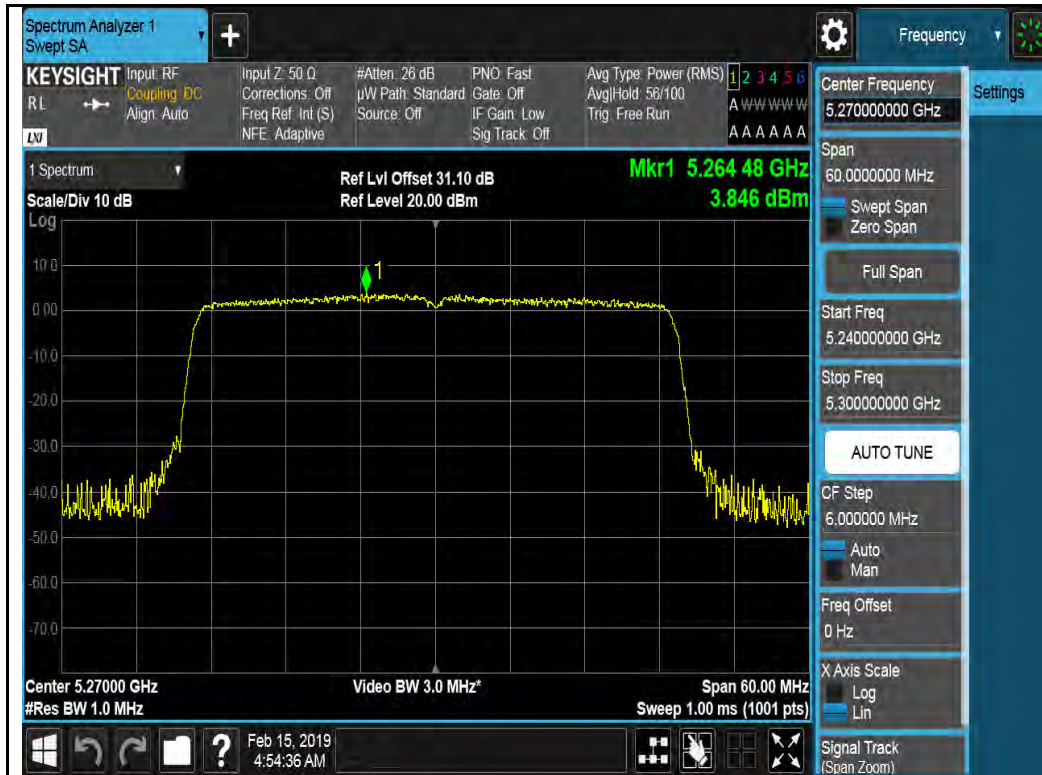 Spectrum Analyzer 1
Swept SA
+
Frequency
KEYSIGHT
RL
LXI
Input: RF
Coupling: DC
Align: Auto
Input Z: 50 Ω
Corrections: Off
Freq Ref: Int (S)
NFE: Adaptive
#Atten: 26 dB
µW Path: Standard
Source: Off
PNO: Fast
Gate: Off
IF Gain: Low
Sig Track: Off
Avg Type: Power (RMS)
Avg|Hold: 56/100
Trig: Free Run
1 2 3 4 5 6
A W W W W W
A A A A A A
1 Spectrum
Scale/Div 10 dB
Log
Ref Lvl Offset 31.10 dB
Ref Level 20.00 dBm
Mkr1 5.264 48 GHz
3.846 dBm
1
10.0
0.00
-10.0
-20.0
-30.0
-40.0
-50.0
-60.0
-70.0
Center 5.27000 GHz
#Res BW 1.0 MHz
Video BW 3.0 MHz*
Span 60.00 MHz
Sweep 1.00 ms (1001 pts)
?
Feb 15, 2019
4:54:36 AM
Center Frequency
5.270000000 GHz
Settings
Span
60.0000000 MHz
Swept Span
Zero Span
Full Span
Start Freq
5.240000000 GHz
Stop Freq
5.300000000 GHz
AUTO TUNE
CF Step
6.000000 MHz
Auto
Man
Freq Offset
0 Hz
X Axis Scale
Log
Lin
Signal Track
(Span Zoom)